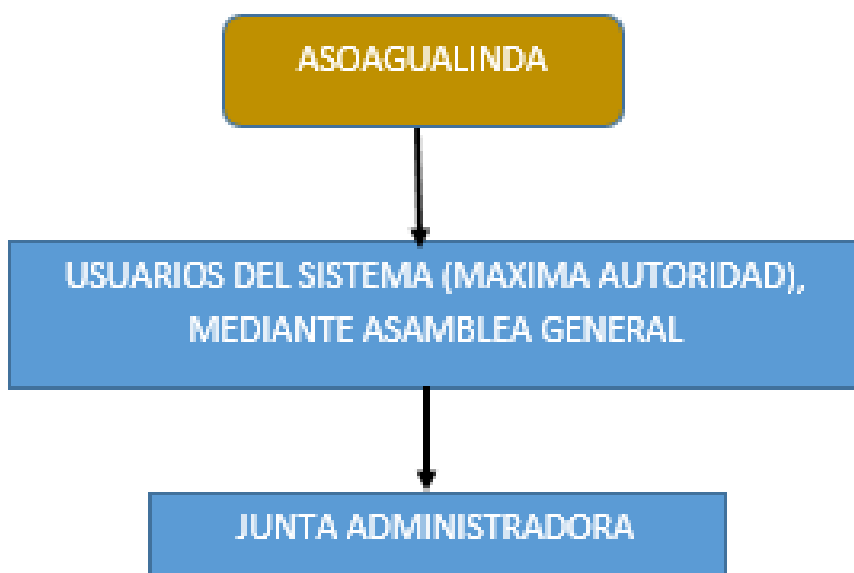 ASOAGUALINDA
USUARIOS DEL SISTEMA (MAXIMA AUTORIDAD),
MEDIANTE ASAMBLEA GENERAL
JUNTA ADMINISTRADORA